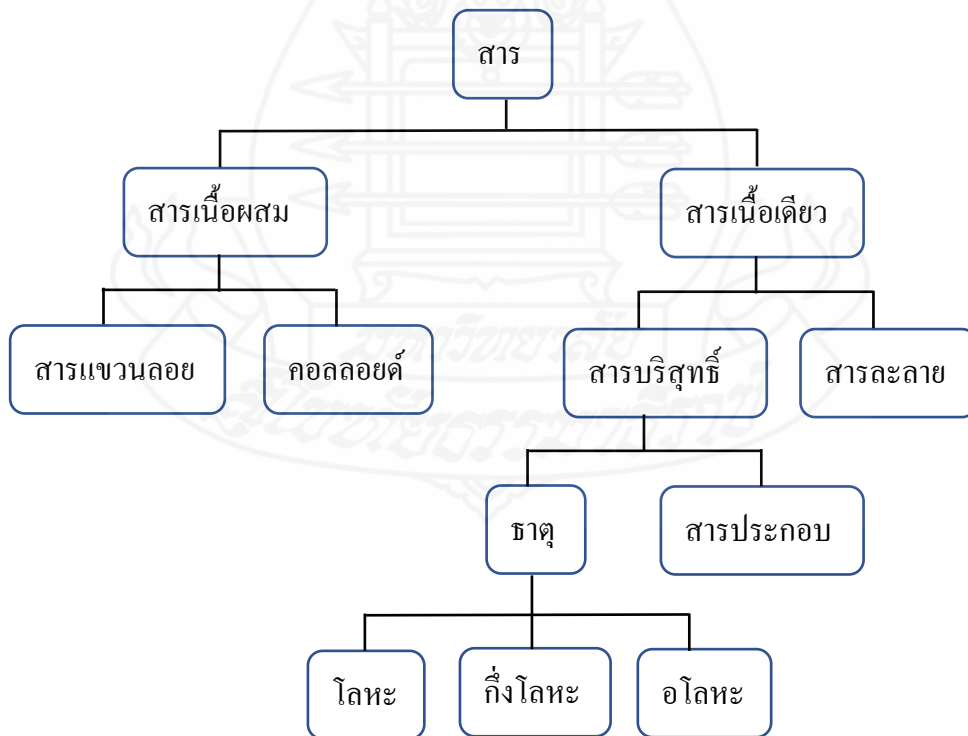 สาร
สารเนื้อผสม
สารเนื้อเดียว
สารแขวนลอย
คอลลอยด์
สารบริสุทธิ์
สารละลาย
ธาตุ
สารประกอบ
โลหะ
กึ่งโลหะ
อโลหะ